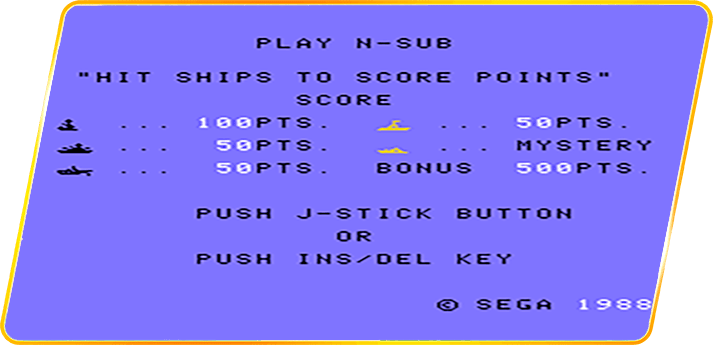 PLAY N-SUB
"HIT SHIPS TO SCORE POINTS"
SCORE
... 100PTS. ... 50PTS.
... 50PTS. ... MYSTERY
... 50PTS. BONUS 500PTS.
PUSH J-STICK BUTTON
OR
PUSH INS/DEL KEY
© SEGA 1988